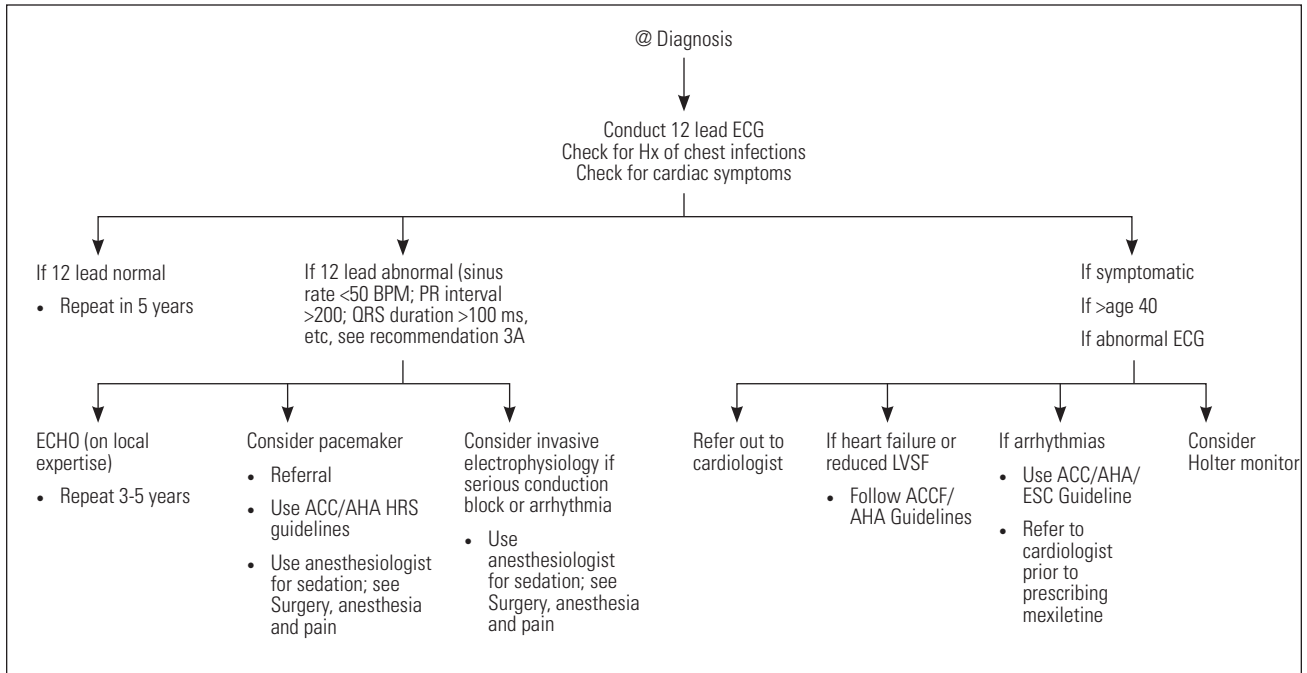 @ Diagnosis
Conduct 12 lead ECG
Check for Hx of chest infections
Check for cardiac symptoms
If 12 lead normal
• Repeat in 5 years
If 12 lead abnormal (sinus
rate <50 BPM; PR interval
>200; QRS duration >100 ms,
etc, see recommendation 3A
If symptomatic
If >age 40
If abnormal ECG
ECHO (on local
expertise)
• Repeat 3-5 years
Consider pacemaker
• Referral
• Use ACC/AHA HRS
guidelines
• Use anesthesiologist
for sedation; see
Surgery, anesthesia
and pain
Consider invasive
electrophysiology if
serious conduction
block or arrhythmia
• Use
anesthesiologist
for sedation; see
Surgery, anesthesia
and pain
Refer out to
cardiologist
If heart failure or
reduced LVSF
• Follow ACCF/
AHA Guidelines
If arrhythmias
• Use ACC/AHA/
ESC Guideline
• Refer to
cardiologist
prior to
prescribing
mexiletine
Consider
Holter monitor